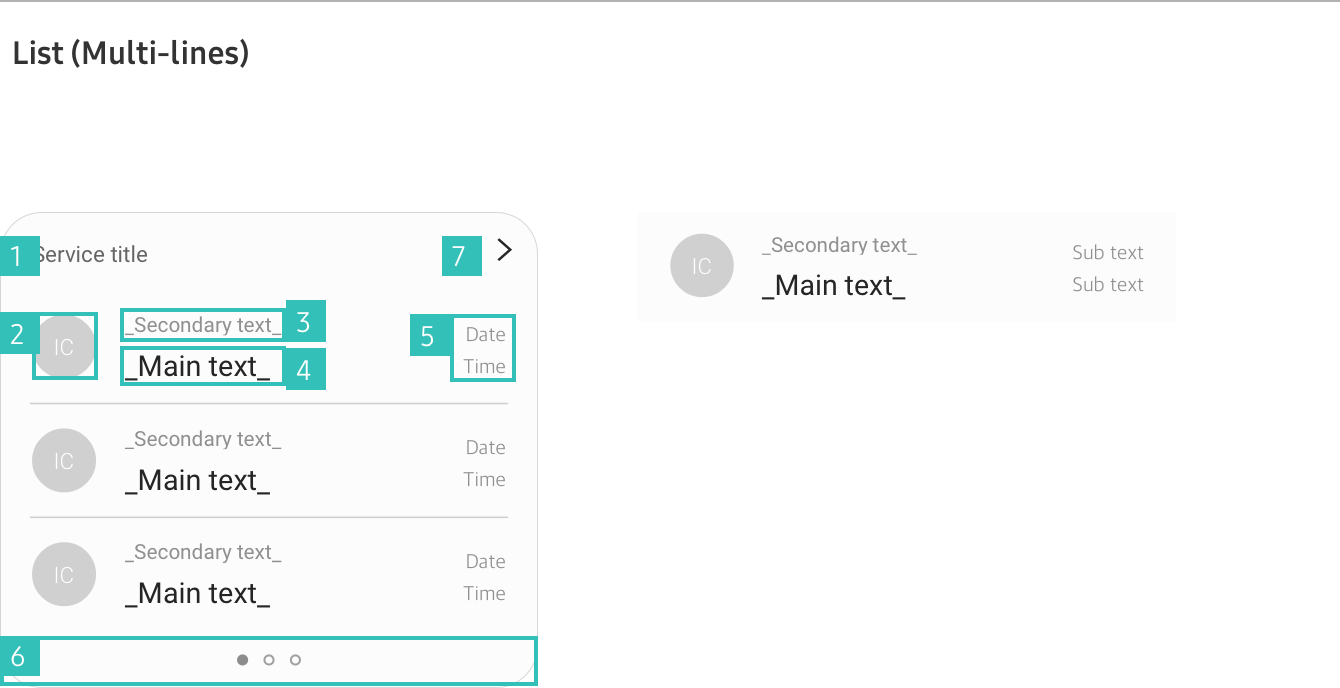 List (Multi-lines)
1 Service title 7
2 IC _Secondary text_ 3 5 Date
_Main text_ 4 Time
IC _Secondary text_ Date
_Main text_ Time
IC _Secondary text_ Date
_Main text_ Time
6
IC _Secondary text_ Sub text
_Main text_ Sub text